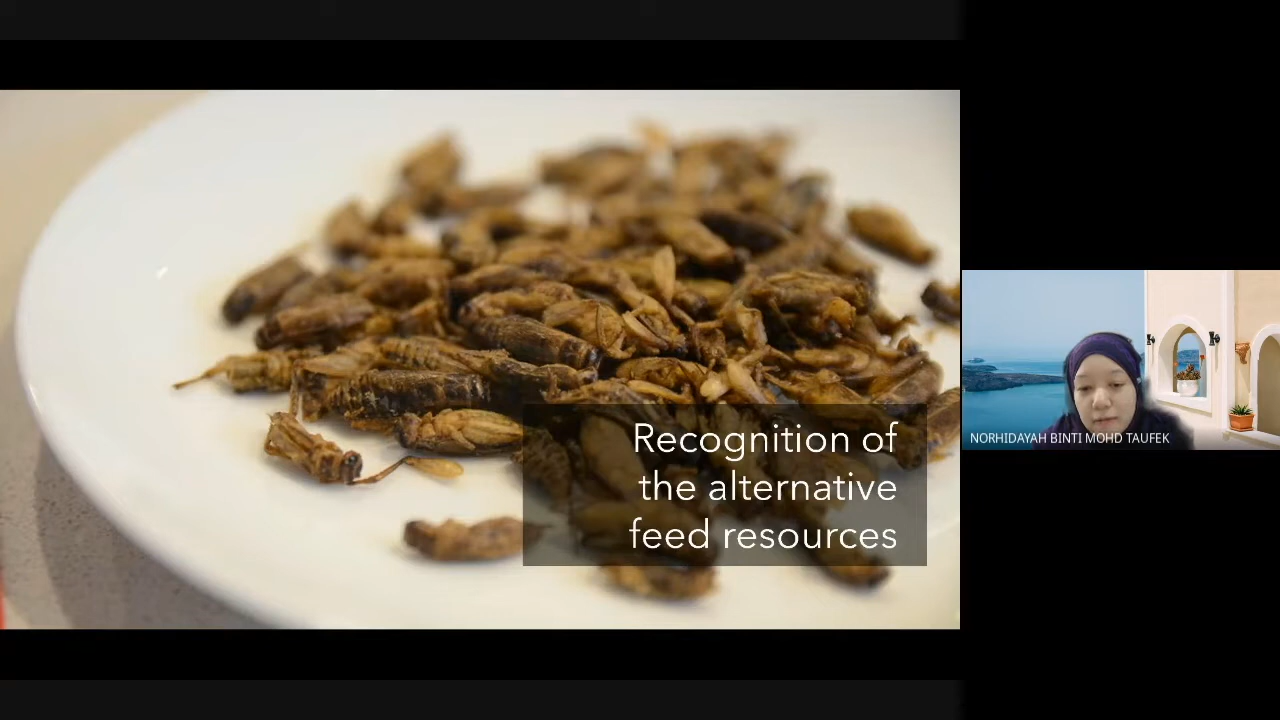 Recognition of
the alternative
feed resources
NORHIDAYAH BINTI MOHD TAUFEK